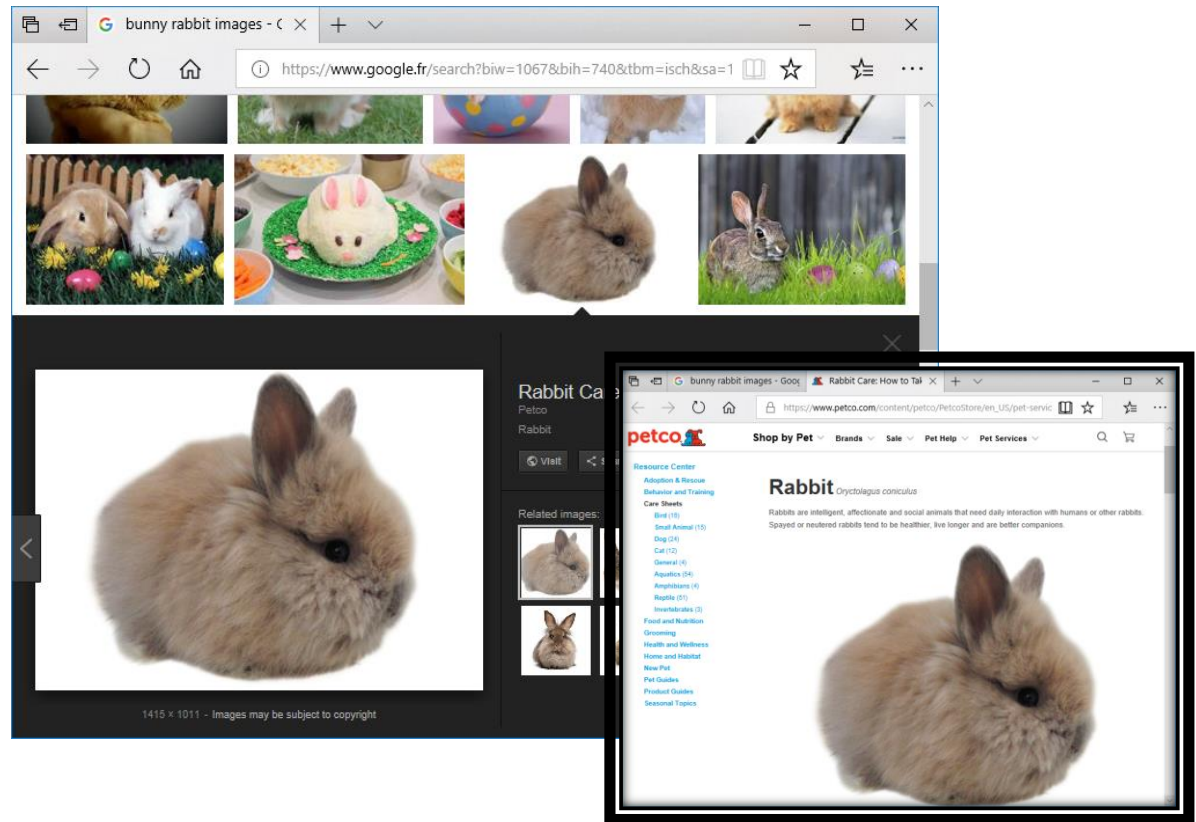 bunny rabbit images - G
https://www.google.fr/search?biw=1067&bih=740&tbm=isch&sa=1
Rabbit Ca
Petco
Rabbit
Visit
Related images:
1415 × 1011 - Images may be subject to copyright
bunny rabbit images - Goog
Rabbit Care: How to Tak
https://www.petco.com/content/petco/PetcoStore/en_US/pet-servic
petco
Shop by Pet Brands Sale Pet Help Pet Services
Resource Center
Adoption & Rescue
Behavior and Training
Care Sheets
Bird (18)
Small Animal (15)
Dog (24)
Cat (12)
General (4)
Aquatics (54)
Amphibians (4)
Reptile (51)
Invertebrates (3)
Food and Nutrition
Grooming
Health and Wellness
Home and Habitat
New Pet
Pet Guides
Product Guides
Seasonal Topics
Rabbit Oryctolagus coniculus
Rabbits are intelligent, affectionate and social animals that need daily interaction with humans or other rabbits.
Spayed or neutered rabbits tend to be healthier, live longer and are better companions.